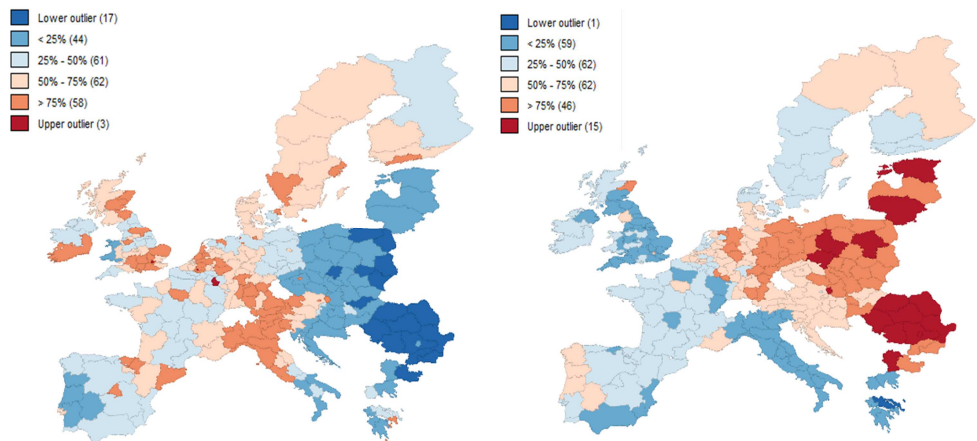 Lower outlier (17)
< 25% (44)
25% - 50% (61)
50% - 75% (62)
> 75% (58)
Upper outlier (3)
Lower outlier (1)
< 25% (59)
25% - 50% (62)
50% - 75% (62)
> 75% (46)
Upper outlier (15)